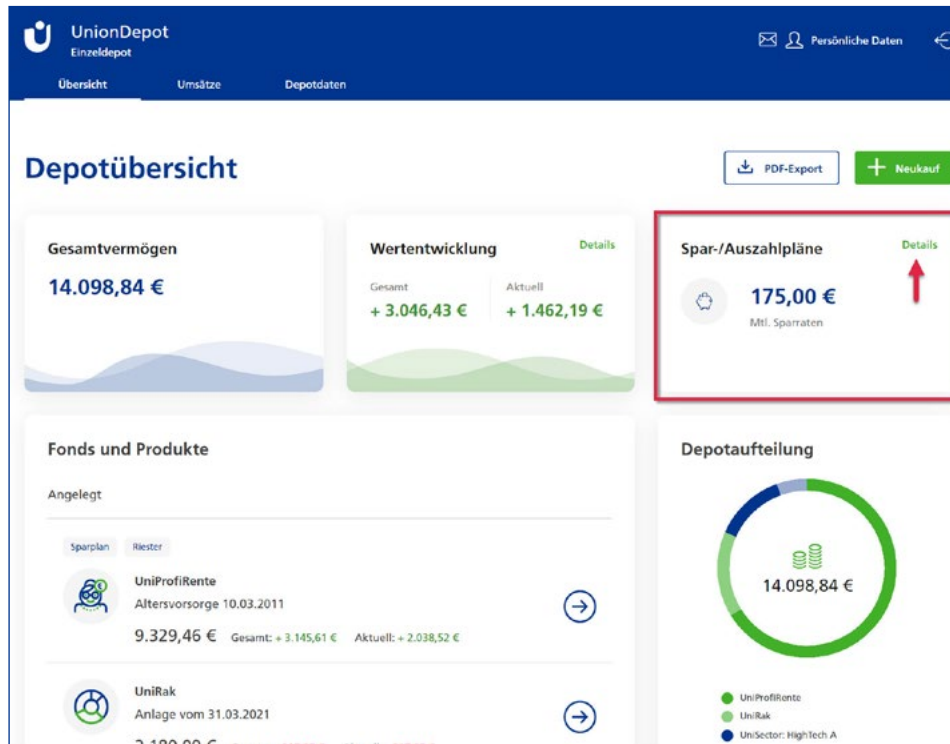 UnionDepot
Einzeldepot
Persönliche Daten
Übersicht Umsätze Depotdaten
Depotübersicht
PDF-Export
Neukauf
Gesamtvermögen
14.098,84 €
Wertentwicklung Details
Gesamt Aktuell
+ 3.046,43 € + 1.462,19 €
Spar-/Auszahlpläne Details
175,00 €
Mtl. Sparraten
Fonds und Produkte
Angelegt
Sparplan Riester
UniProfiRente
Altersvorsorge 10.03.2011
9.329,46 € Gesamt: + 3.145,61 € Aktuell: + 2.038,52 €
UniRak
Anlage vom 31.03.2021
Depotaufteilung
14.098,84 €
UniProfiRente
UniRak
UniSector: HighTech A